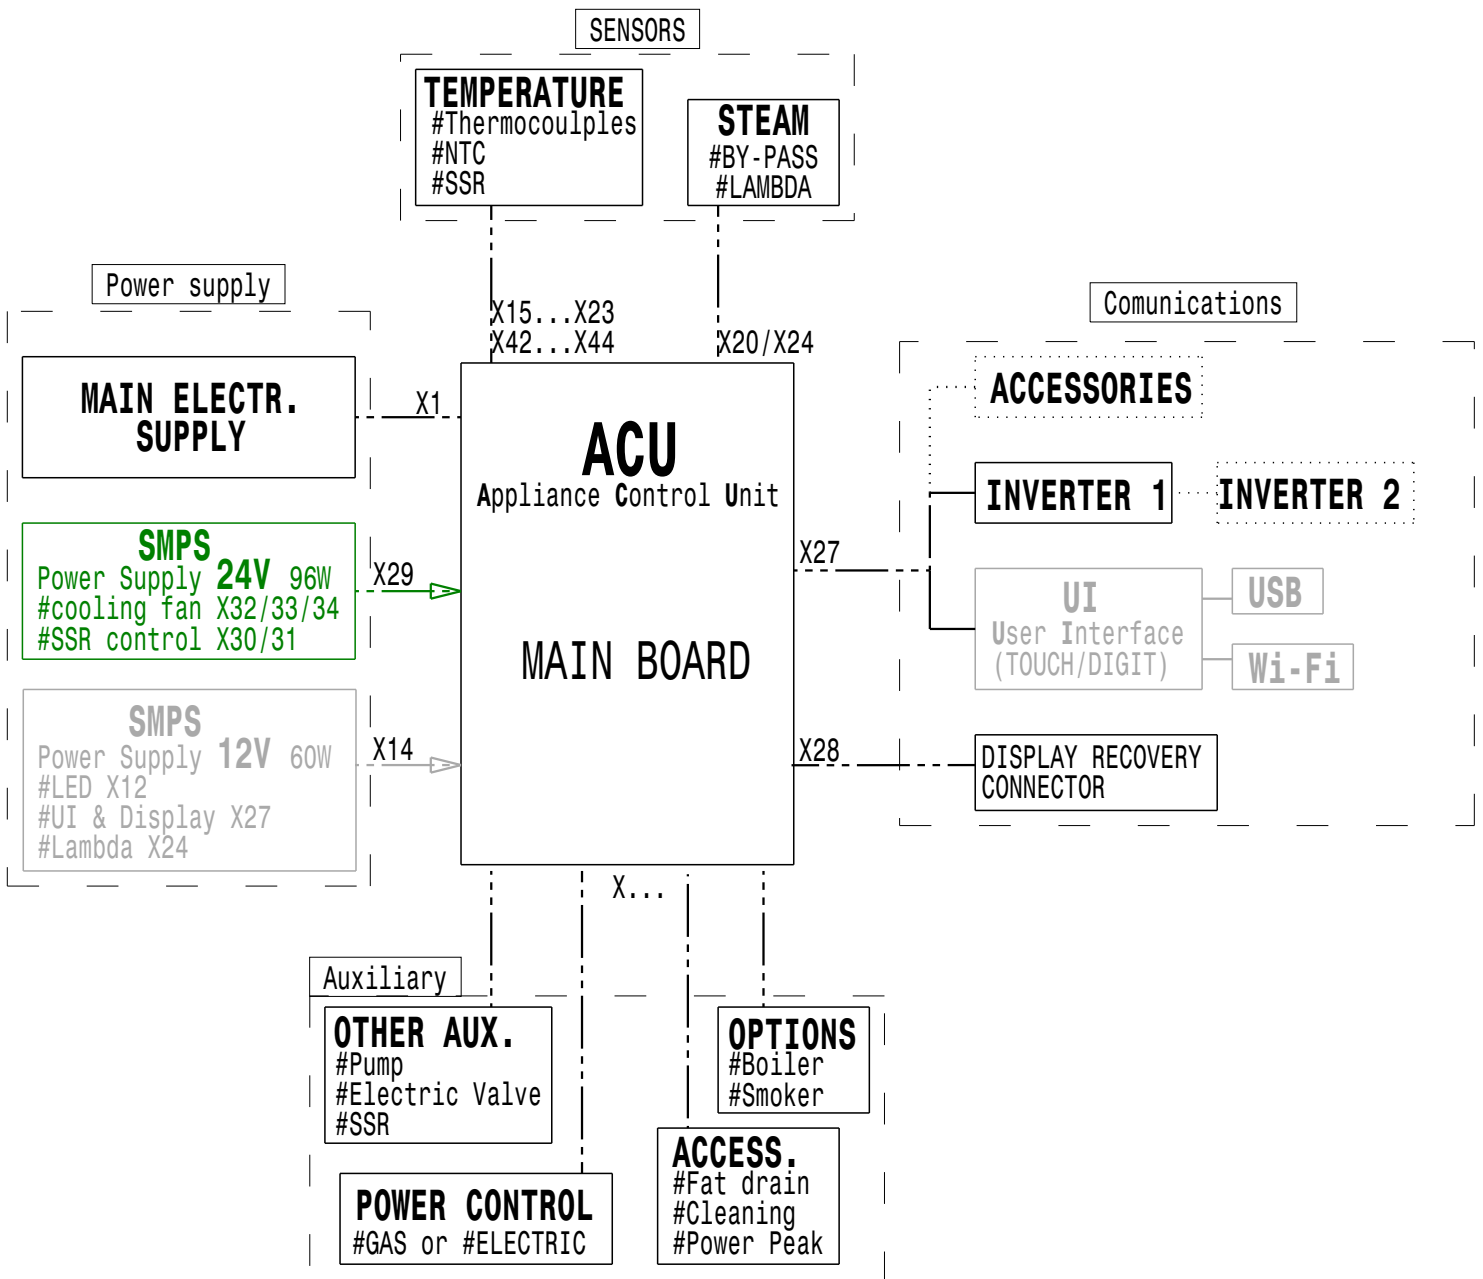 SENSORS
TEMPERATURE
#Thermocoulples
#NTC
#SSR
STEAM
#BY-PASS
#LAMBDA
X15...X23
X42...X44
X20/X24
Power supply
MAIN ELECTR.
SUPPLY
X1
SMPS
Power Supply 24V 96W
#cooling fan X32/33/34
#SSR control X30/31
X29
SMPS
Power Supply 12V 60W
#LED X12
#UI & Display X27
#Lambda X24
X14
ACU
Appliance Control Unit
MAIN BOARD
Comunications
ACCESSORIES
INVERTER 1
INVERTER 2
X27
UI
User Interface
(TOUCH/DIGIT)
USB
Wi-Fi
X28
DISPLAY RECOVERY
CONNECTOR
X...
Auxiliary
OTHER AUX.
#Pump
#Electric Valve
#SSR
OPTIONS
#Boiler
#Smoker
POWER CONTROL
#GAS or #ELECTRIC
ACCESS.
#Fat drain
#Cleaning
#Power Peak